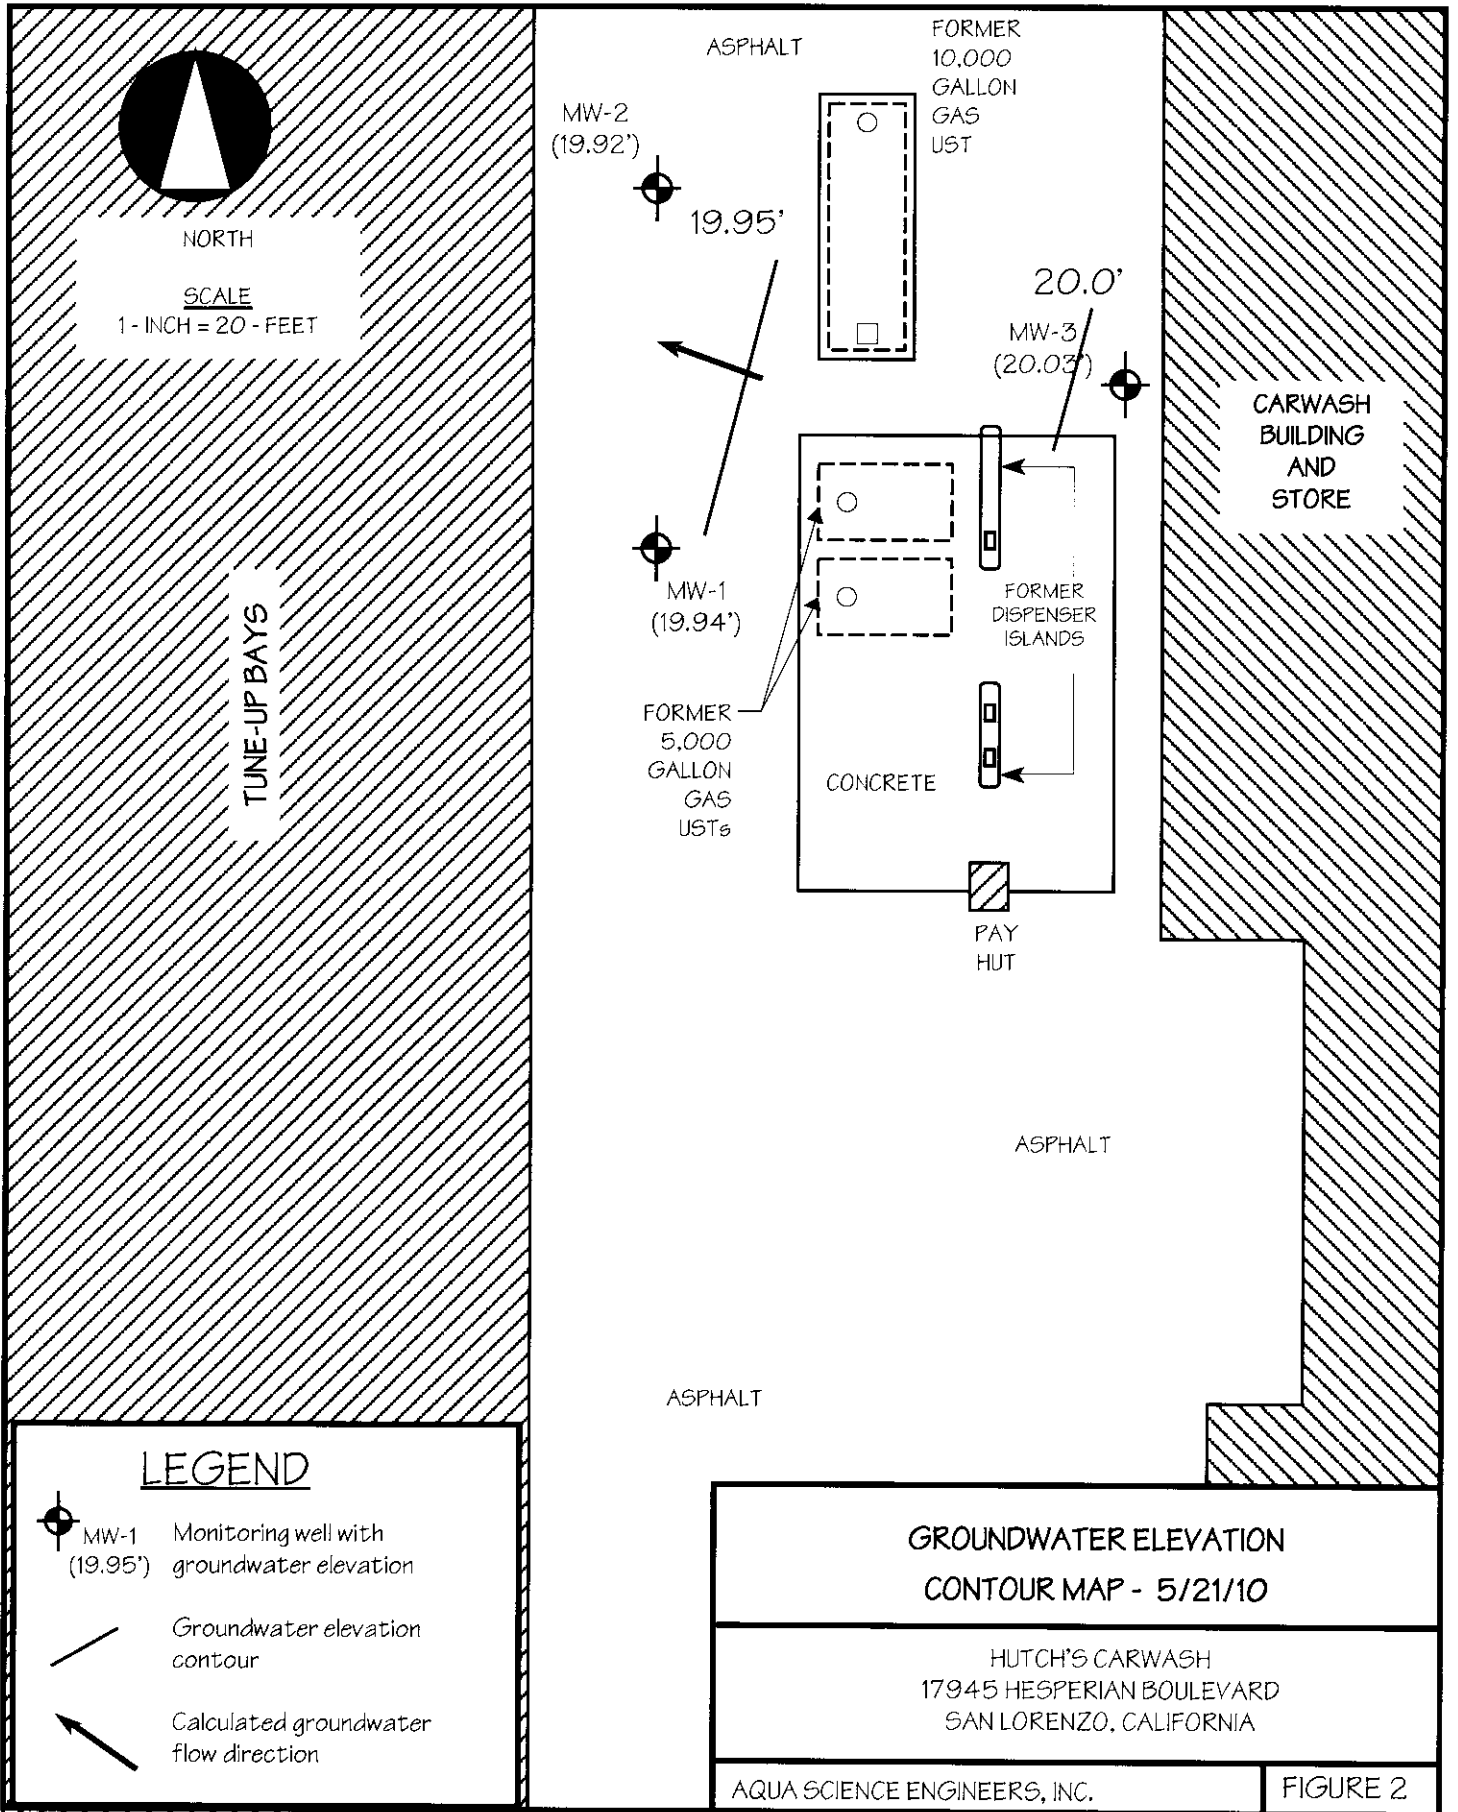 ASPHALT
FORMER
10,000
GALLON
GAS
UST
MW-2
(19.92')
19.95'
NORTH
SCALE
1 - INCH = 20 - FEET
20.0'
MW-3
(20.03')
CARWASH
BUILDING
AND
STORE
MW-1
(19.94')
FORMER
DISPENSER
ISLANDS
TUNE-UP BAYS
FORMER
5,000
GALLON
GAS
USTs
CONCRETE
PAY
HUT
ASPHALT
ASPHALT
LEGEND
MW-1
(19.95')
Monitoring well with
groundwater elevation
Groundwater elevation
contour
Calculated groundwater
flow direction
GROUNDWATER ELEVATION
CONTOUR MAP - 5/21/10
HUTCH'S CARWASH
17945 HESPERIAN BOULEVARD
SAN LORENZO, CALIFORNIA
AQUA SCIENCE ENGINEERS, INC.
FIGURE 2